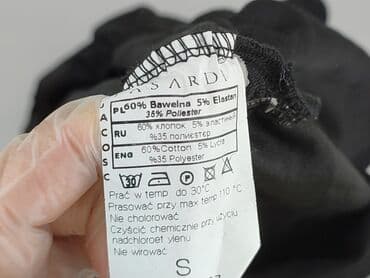 ASARDI
PL 60% Bawełna 5% Elastan
35% Poliester
RU 60% хлопок 5%
%35 полиэстер
ENG 60%Cotton 5% Lycra
%35 Polyester
30
Prać w temp do 30°C
Prasować przy max temp 110 °C
Nie chlorować
Czyścić chemicznie przy użyciu
nadchloroet ylenu
Nie wirować
S